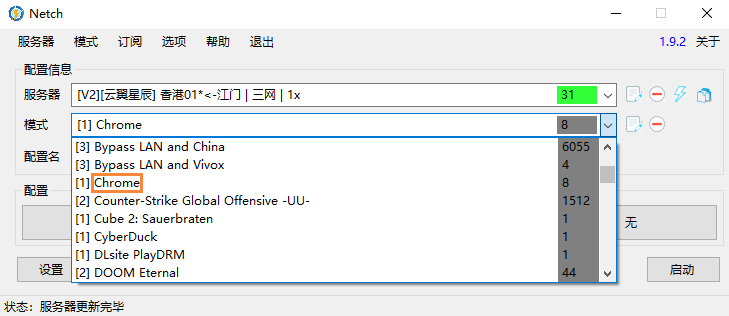 Netch
服务器 模式 订阅 选项 帮助 退出 1.9.2 关于
配置信息
服务器 [V2][云翼星辰] 香港01*<-江门 | 三网 | 1x 31
模式 [1] Chrome 8
配置名
[3] Bypass LAN and China 6055
[3] Bypass LAN and Vivox 4
[1] Chrome 8
[2] Counter-Strike Global Offensive -UU- 1512
[1] Cube 2: Sauerbraten 1
[1] CyberDuck 1
[1] DLsite PlayDRM 1
[2] DOOM Eternal 44
配置
无
设置 启动
状态：服务器更新完毕